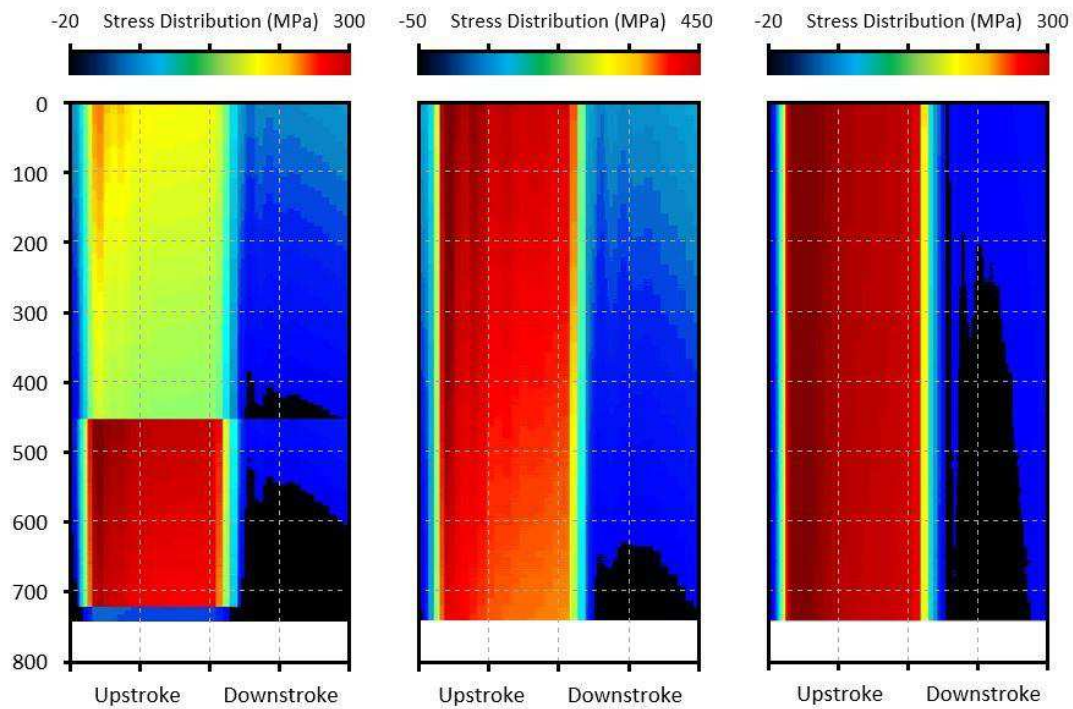 -20 Stress Distribution (MPa) 300
-50 Stress Distribution (MPa) 450
-20 Stress Distribution (MPa) 300
0
100
200
300
400
500
600
700
800
Upstroke Downstroke
Upstroke Downstroke
Upstroke Downstroke